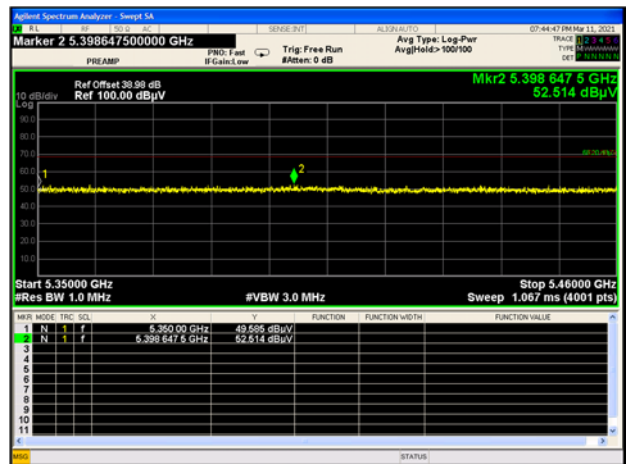 Agilent Spectrum Analyzer - Swept SA
RL RF 50 Ω AC SENSE:INT ALIGN AUTO 07:44:47 PM Mar 11, 2021
Marker 2 5.398647500000 GHz
PREAMP
PNO: Fast
IFGain:Low
Trig: Free Run
#Atten: 0 dB
Avg Type: Log-Pwr
Avg|Hold:>100/100
TRACE 1 2 3 4 5 6
TYPE
DET P N N N N N
Ref Offset 38.98 dB
Ref 100.00 dBµV
10 dB/div
Log
Mkr2 5.398 647 5 GHz
52.514 dBµV
90.0
80.0
70.0
60.0
50.0
40.0
30.0
20.0
10.0
1
2
Start 5.35000 GHz
#Res BW 1.0 MHz
#VBW 3.0 MHz
Stop 5.46000 GHz
Sweep 1.067 ms (4001 pts)
MKR MODE TRC SCL X Y FUNCTION FUNCTION WIDTH FUNCTION VALUE
1 N 1 f 5.350 00 GHz 49.585 dBµV
2 N 1 f 5.398 647 5 GHz 52.514 dBµV
3
4
5
6
7
8
9
10
11
MSG STATUS